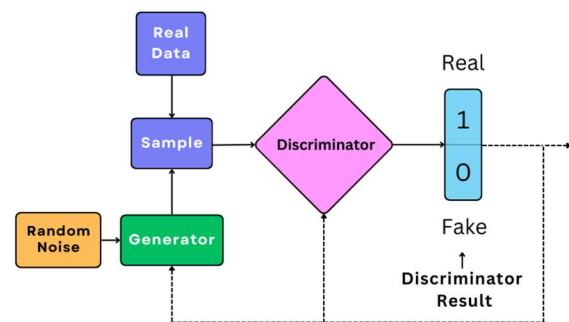 Real
Data
Real
Sample
Discriminator
1
0
Random
Noise
Generator
Fake
↑
Discriminator
Result